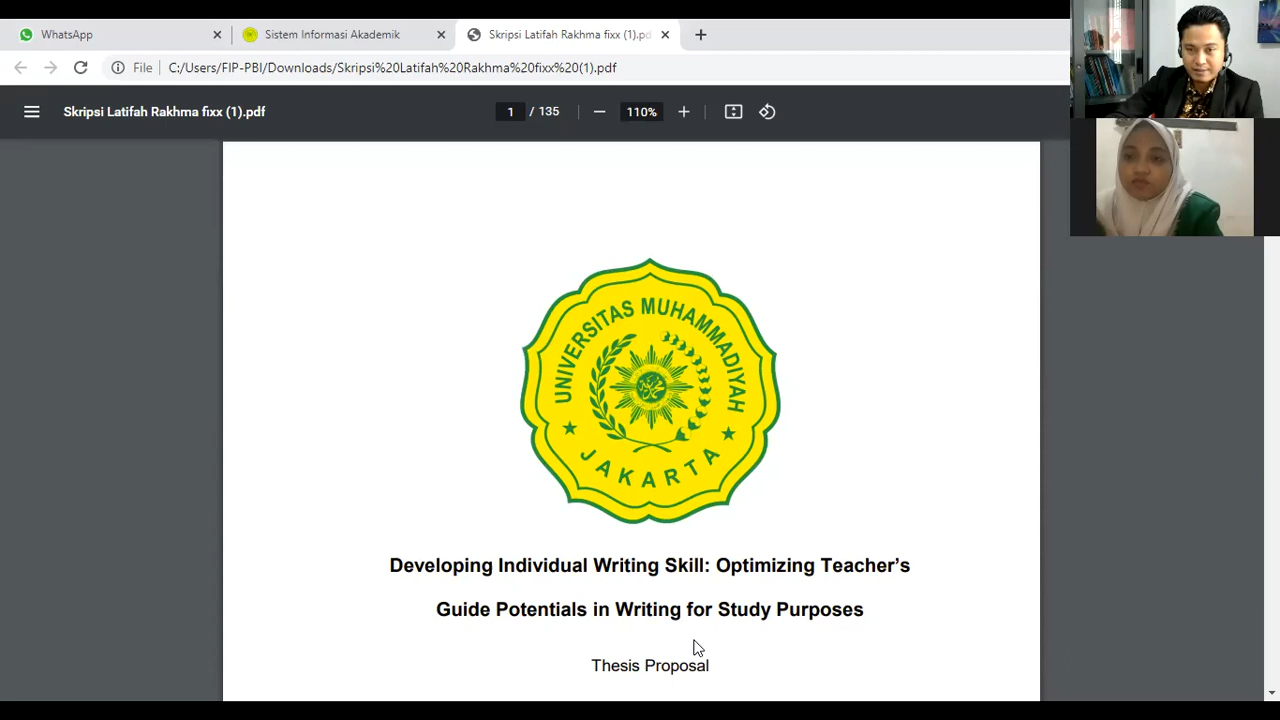 WhatsApp
Sistem Informasi Akademik
Skripsi Latifah Rakhma fixx (1).pd
File
C:/Users/FIP-PBI/Downloads/Skripsi%20Latifah%20Rakhma%20fixx%20(1).pdf
Skripsi Latifah Rakhma fixx (1).pdf
1 / 135
110%
UNIVERSITAS MUHAMMADIYAH
JAKARTA
Developing Individual Writing Skill: Optimizing Teacher's
Guide Potentials in Writing for Study Purposes
Thesis Proposal